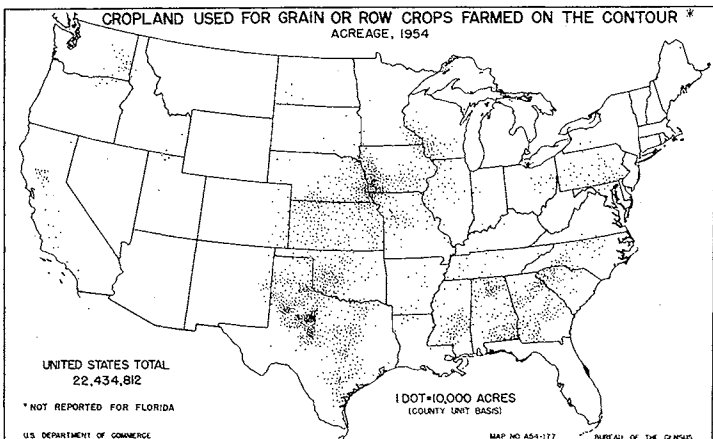 CROPLAND USED FOR GRAIN OR ROW CROPS FARMED ON THE CONTOUR *
ACREAGE, 1954
UNITED STATES TOTAL
22,434,812
* NOT REPORTED FOR FLORIDA
1 DOT=10,000 ACRES
(COUNTY UNIT BASIS)
U.S. DEPARTMENT OF COMMERCE
MAP NO. A54-177
BUREAU OF THE CENSUS